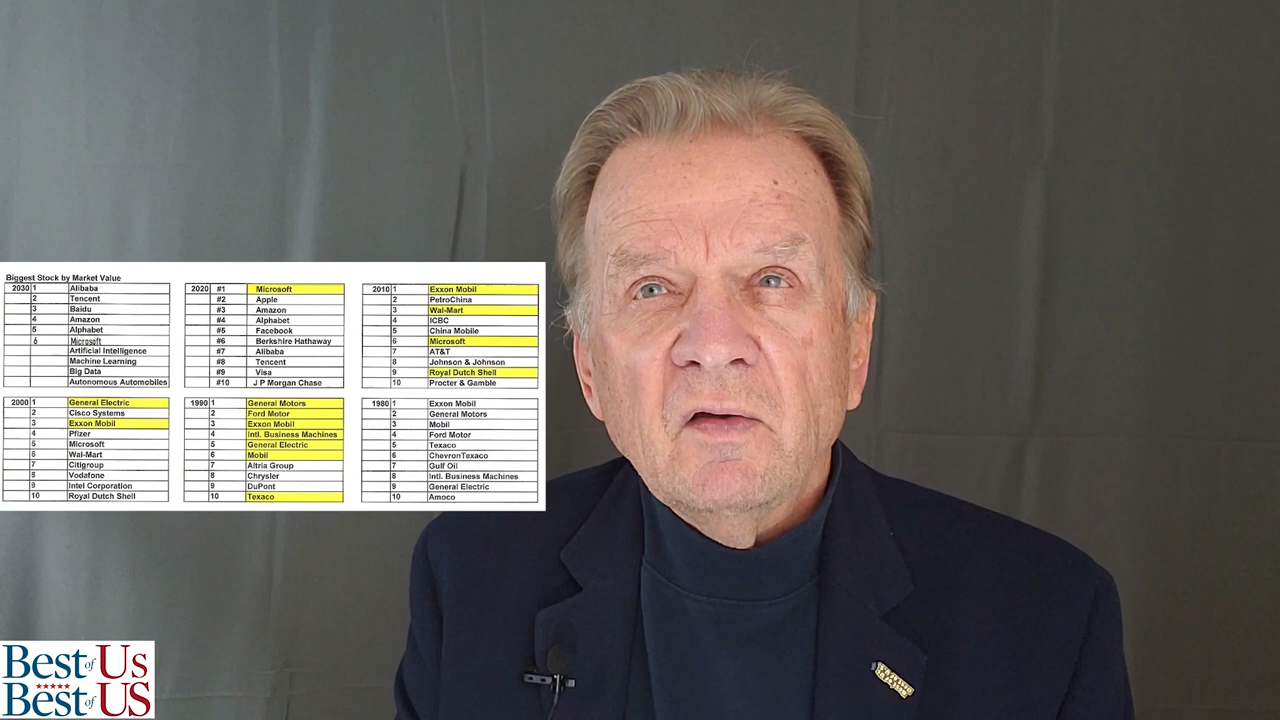 Biggest Stock by Market Value
2030 1 Alibaba
2 Tencent
3 Baidu
4 Amazon
5 Alphabet
6 Microsoft
Artificial Intelligence
Machine Learning
Big Data
Autonomous Automobiles
2020 #1 Microsoft
#2 Apple
#3 Amazon
#4 Alphabet
#5 Facebook
#6 Berkshire Hathaway
#7 Alibaba
#8 Tencent
#9 Visa
#10 J P Morgan Chase
2010 1 Exxon Mobil
2 PetroChina
3 Wal-Mart
4 ICBC
5 China Mobile
6 Microsoft
7 AT&T
8 Johnson & Johnson
9 Royal Dutch Shell
10 Procter & Gamble
2000 1 General Electric
2 Cisco Systems
3 Exxon Mobil
4 Pfizer
5 Microsoft
6 Wal-Mart
7 Citigroup
8 Vodafone
9 Intel Corporation
10 Royal Dutch Shell
1990 1 General Motors
2 Ford Motor
3 Exxon Mobil
4 Intl. Business Machines
5 General Electric
6 Mobil
7 Altria Group
8 Chrysler
9 DuPont
10 Texaco
1980 1 Exxon Mobil
2 General Motors
3 Mobil
4 Ford Motor
5 Texaco
6 ChevronTexaco
7 Gulf Oil
8 Intl. Business Machines
9 General Electric
10 Amoco
Best of Us
Best of US